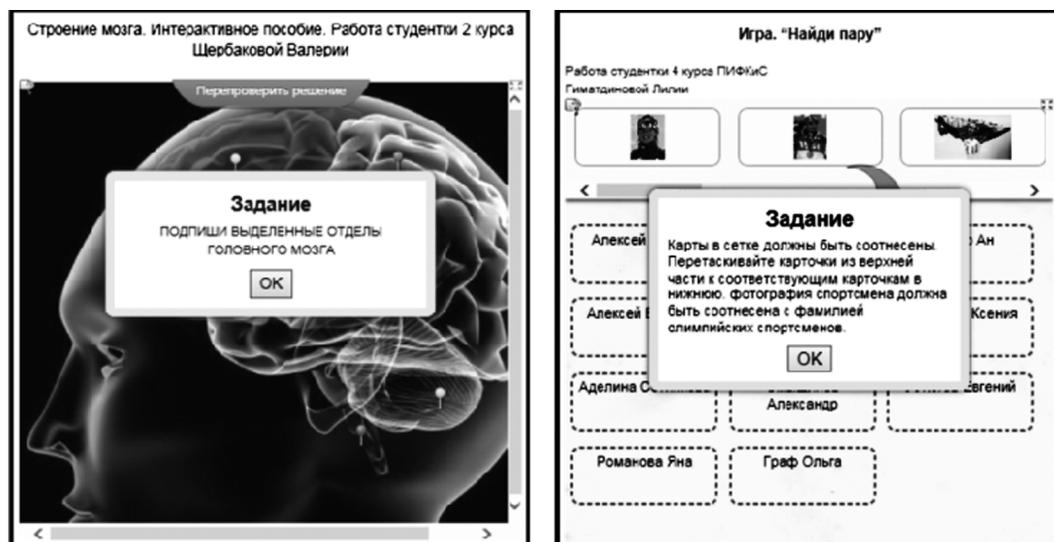 Строение мозга. Интерактивное пособие. Работа студентки 2 курса
Щербаковой Валерии
Перепроверить решение
Задание
ПОДПИШИ ВЫДЕЛЕННЫЕ ОТДЕЛЫ
ГОЛОВНОГО МОЗГА
OK
Игра. “Найди пару”
Работа студентки 4 курса ПИФКиС
Гиматдиновой Лилии
Задание
Карты в сетке должны быть соотнесены.
Перетаскивайте карточки из верхней
части к соответствующим карточкам в
нижнюю. фотография спортсмена должна
быть соотнесена с фамилией
олимпийских спортсменов.
OK
Алексей
Ан
Алексей
Ксения
Аделина
Евгений
Александр
Романова Яна
Граф Ольга